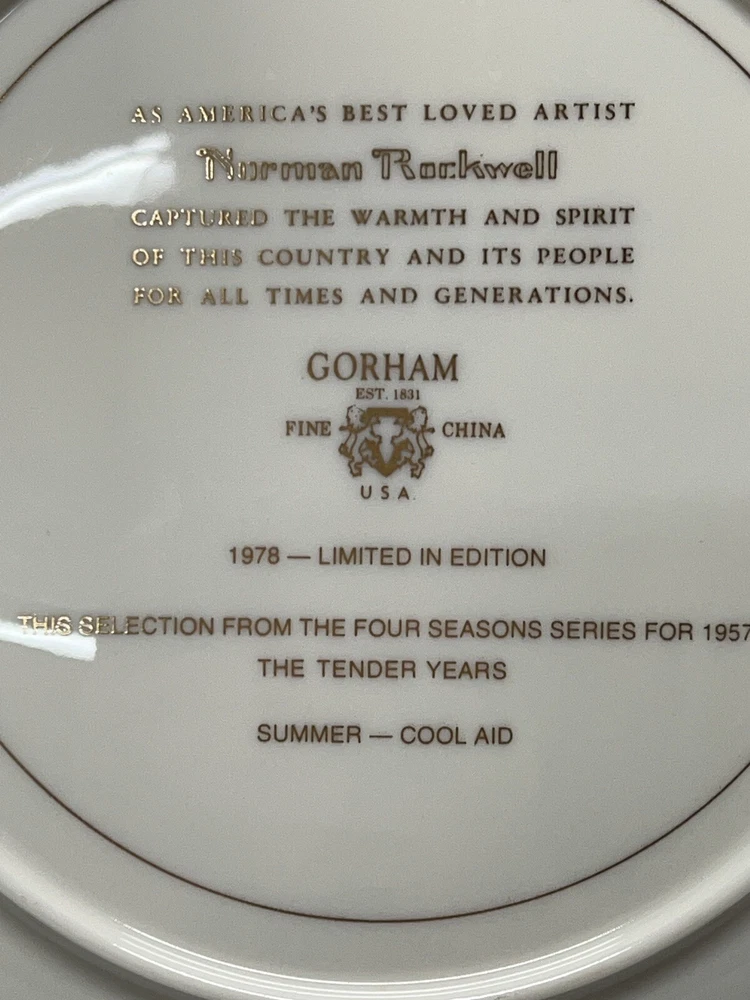 AS AMERICA'S BEST LOVED ARTIST
Norman Rockwell
CAPTURED THE WARMTH AND SPIRIT
OF THIS COUNTRY AND ITS PEOPLE
FOR ALL TIMES AND GENERATIONS.
GORHAM
EST. 1831
FINE CHINA
U S A.
1978 — LIMITED IN EDITION
THIS SELECTION FROM THE FOUR SEASONS SERIES FOR 1957
THE TENDER YEARS
SUMMER — COOL AID